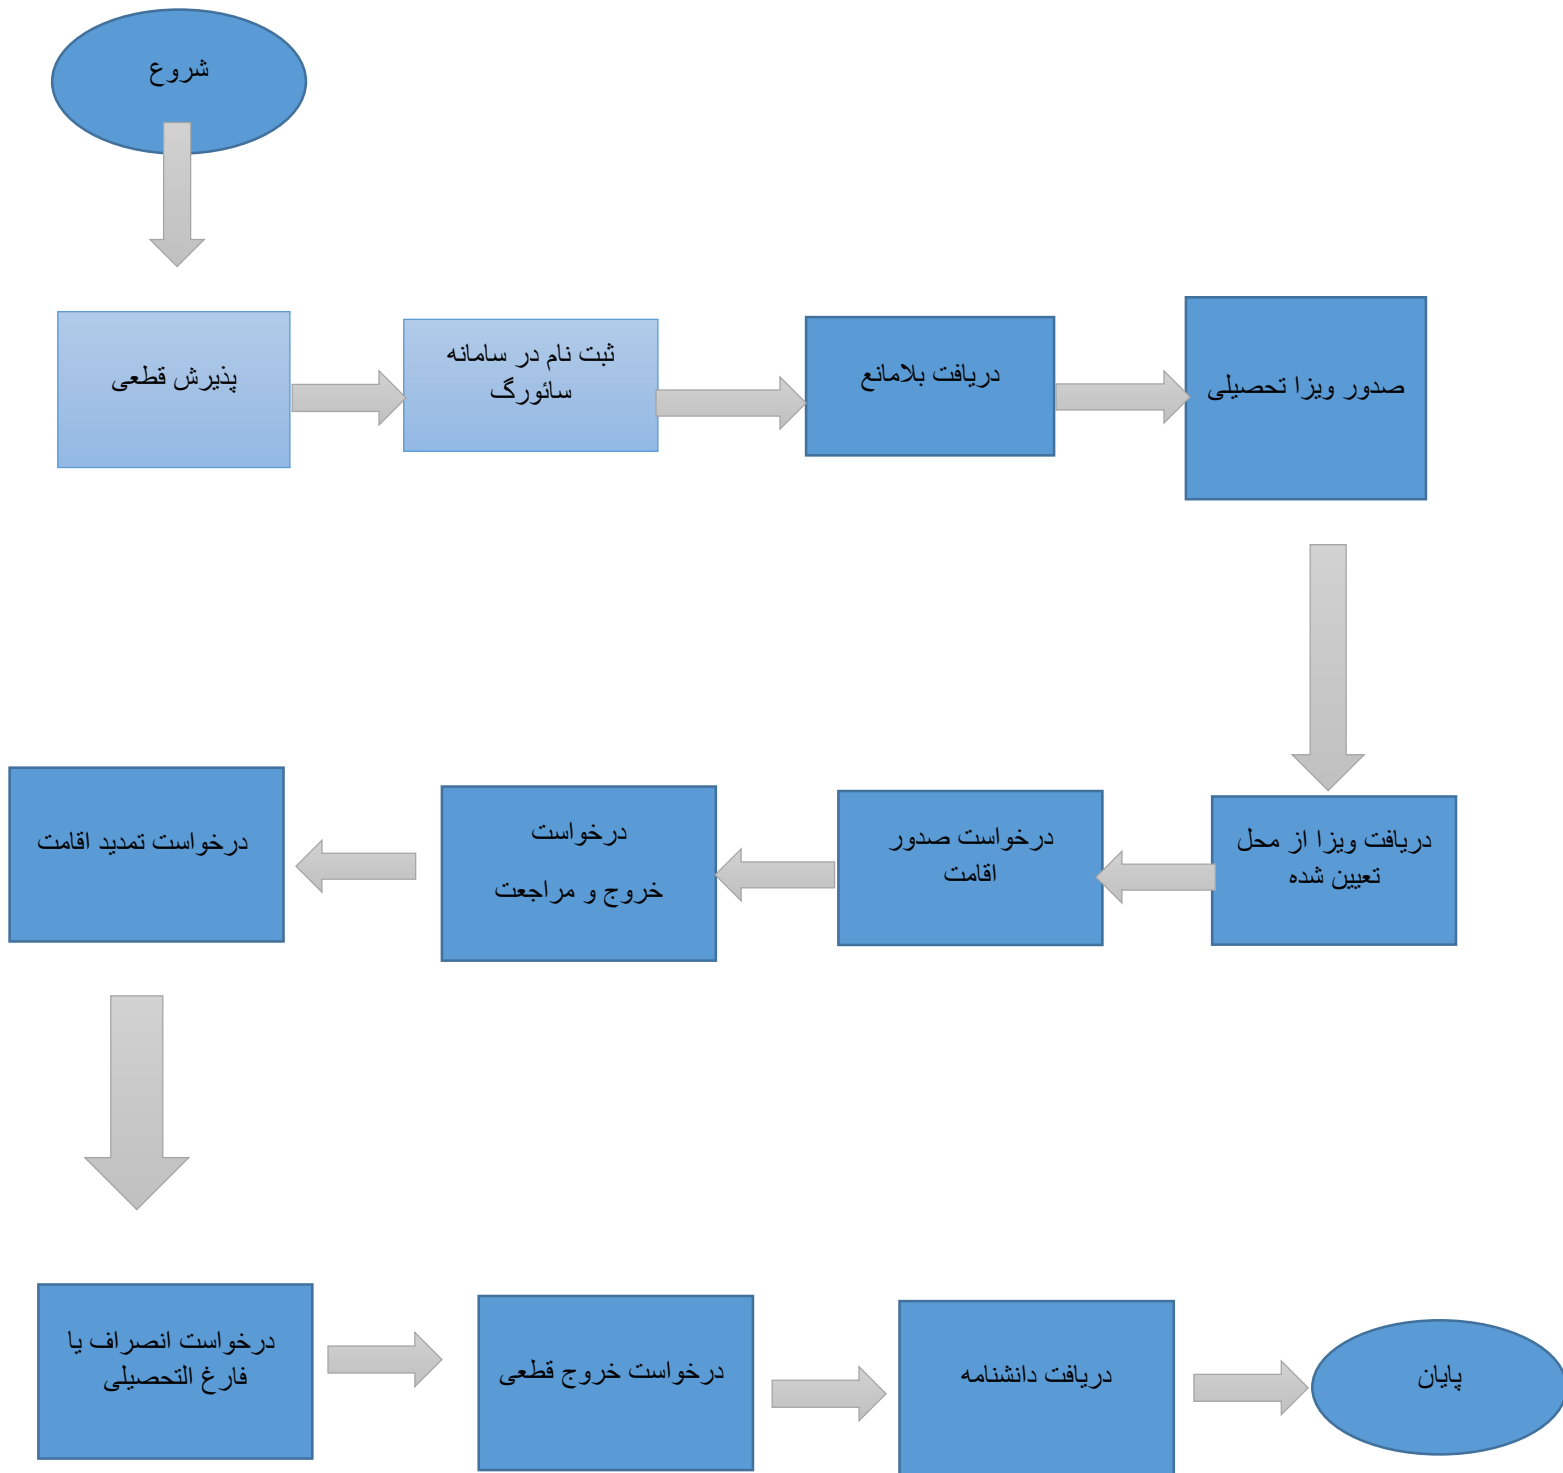 شروع
پذیرش قطعی
ثبت نام در سامانه
سائورگ
دریافت بلامانع
صدور ویزا تحصیلی
دریافت ویزا از محل
تعیین شده
درخواست صدور
اقامت
درخواست
خروج و مراجعت
درخواست تمدید اقامت
درخواست انصراف یا
فارغ التحصیلی
درخواست خروج قطعی
دریافت دانشنامه
پایان